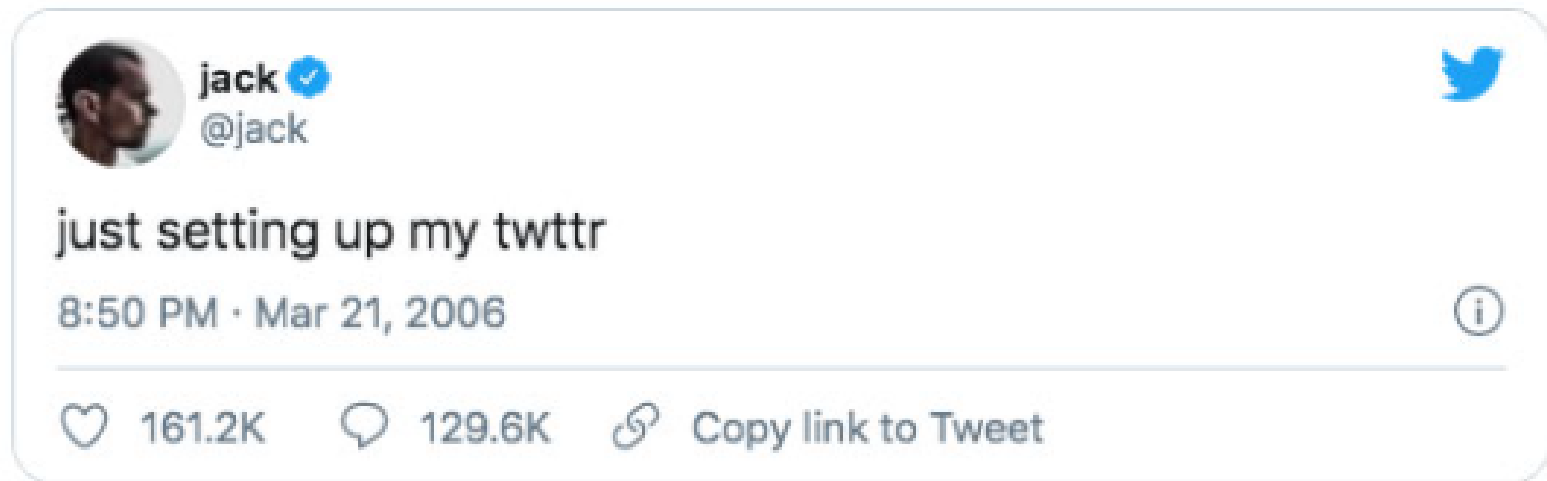 jack
@jack
just setting up my twttr
8:50 PM · Mar 21, 2006
161.2K 129.6K Copy link to Tweet